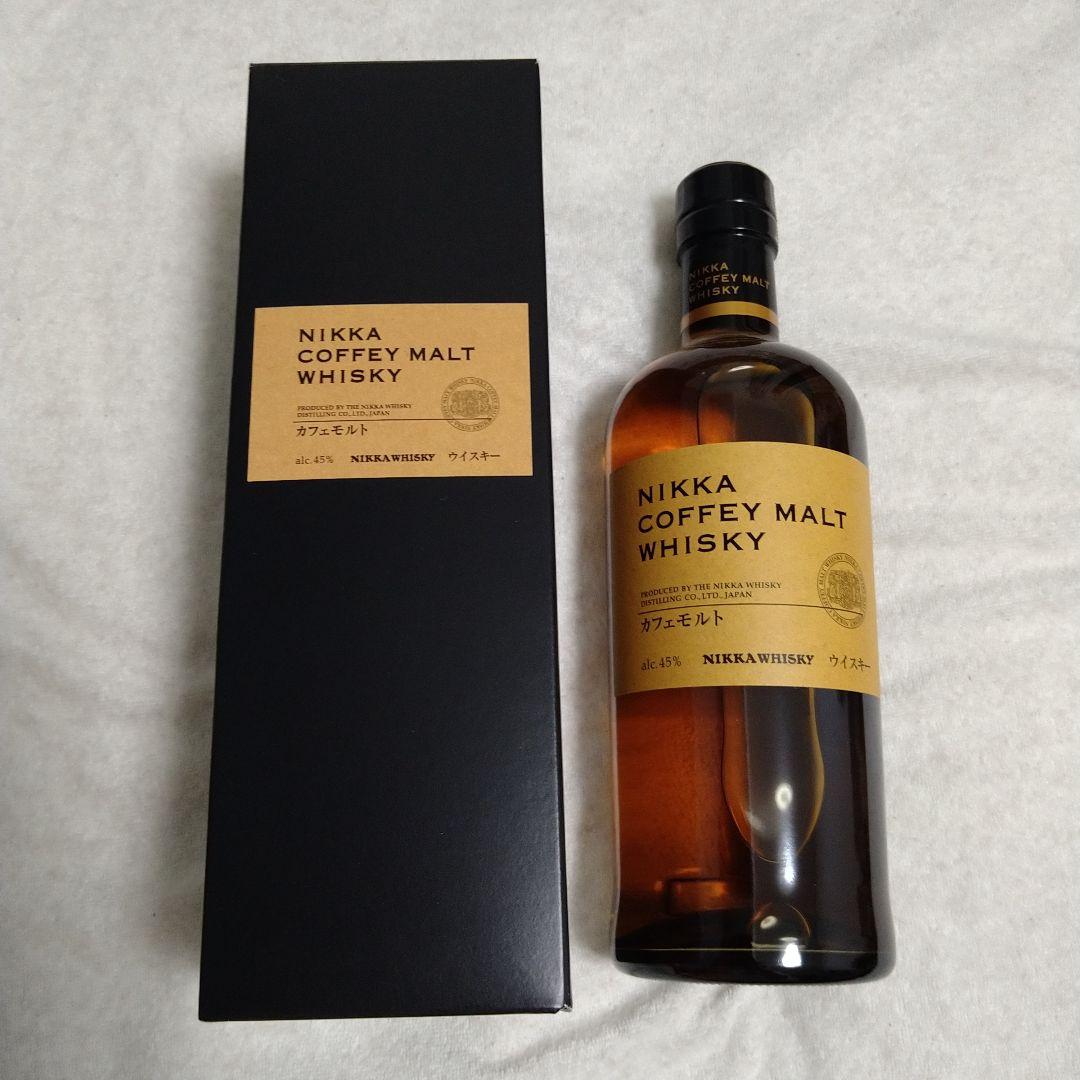 NIKKA
COFFEY MALT
WHISKY
PRODUCED BY THE NIKKA WHISKY
DISTILLING CO.,LTD.,JAPAN
カフェモルト
alc.45% NIKKA WHISKY ウイスキー
NIKKA
COFFEY MALT
WHISKY
NIKKA
COFFEY MALT
WHISKY
PRODUCED BY THE NIKKA WHISKY
DISTILLING CO.,LTD.,JAPAN
カフェモルト
alc.45% NIKKA WHISKY ウイスキー